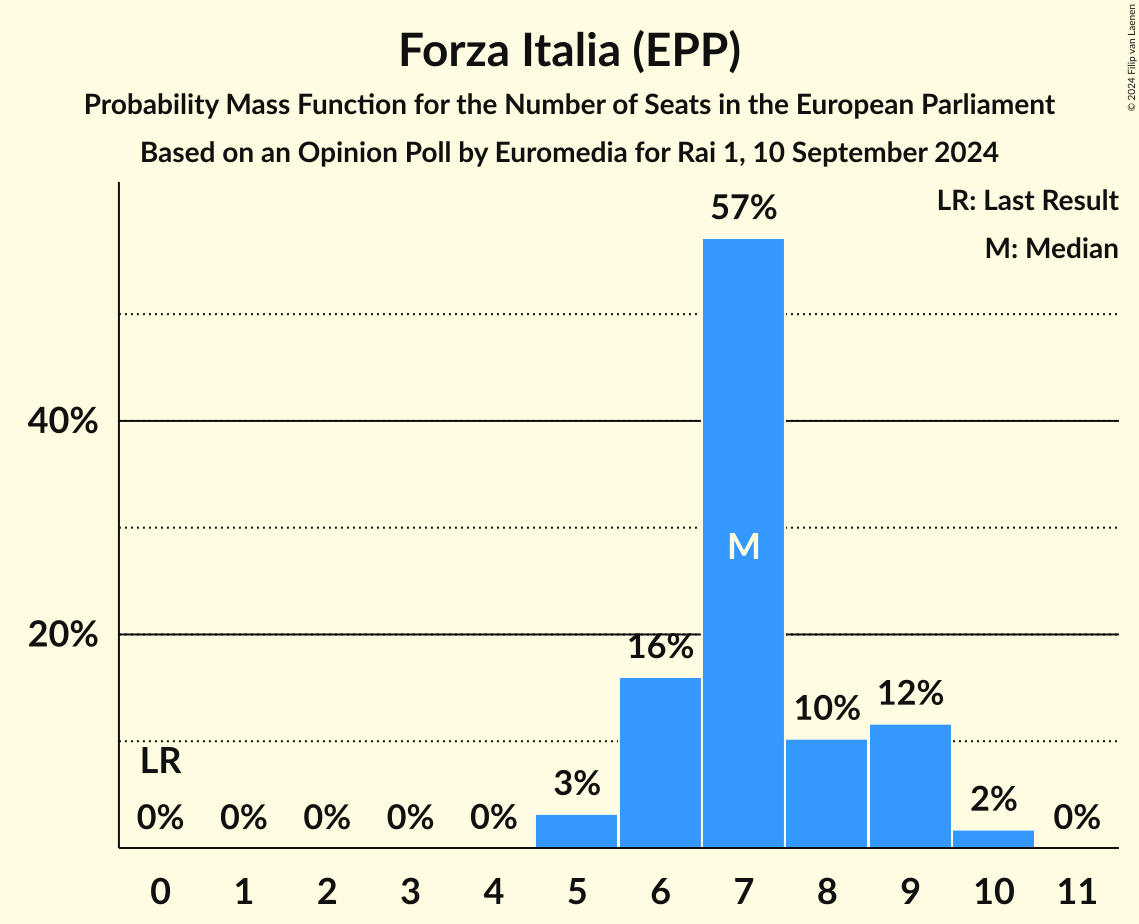 Forza Italia (EPP)
Probability Mass Function for the Number of Seats in the European Parliament
Based on an Opinion Poll by Euromedia for Rai 1, 10 September 2024
© 2024 Filip van Laenen
LR: Last Result
M: Median
57%
40%
M
20%
16%
12%
10%
LR
3%
2%
0% 0% 0% 0% 0% 0%
0 1 2 3 4 5 6 7 8 9 10 11